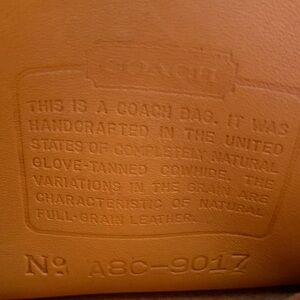 COACH
THIS IS A COACH BAG. IT WAS
HANDCRAFTED IN THE UNITED
STATES OF COMPLETELY NATURAL
GLOVE-TANNED COWHIDE. THE
VARIATIONS IN THE GRAIN ARE
CHARACTERISTIC OF NATURAL
FULL-GRAIN LEATHER.
Nº A8C-9017